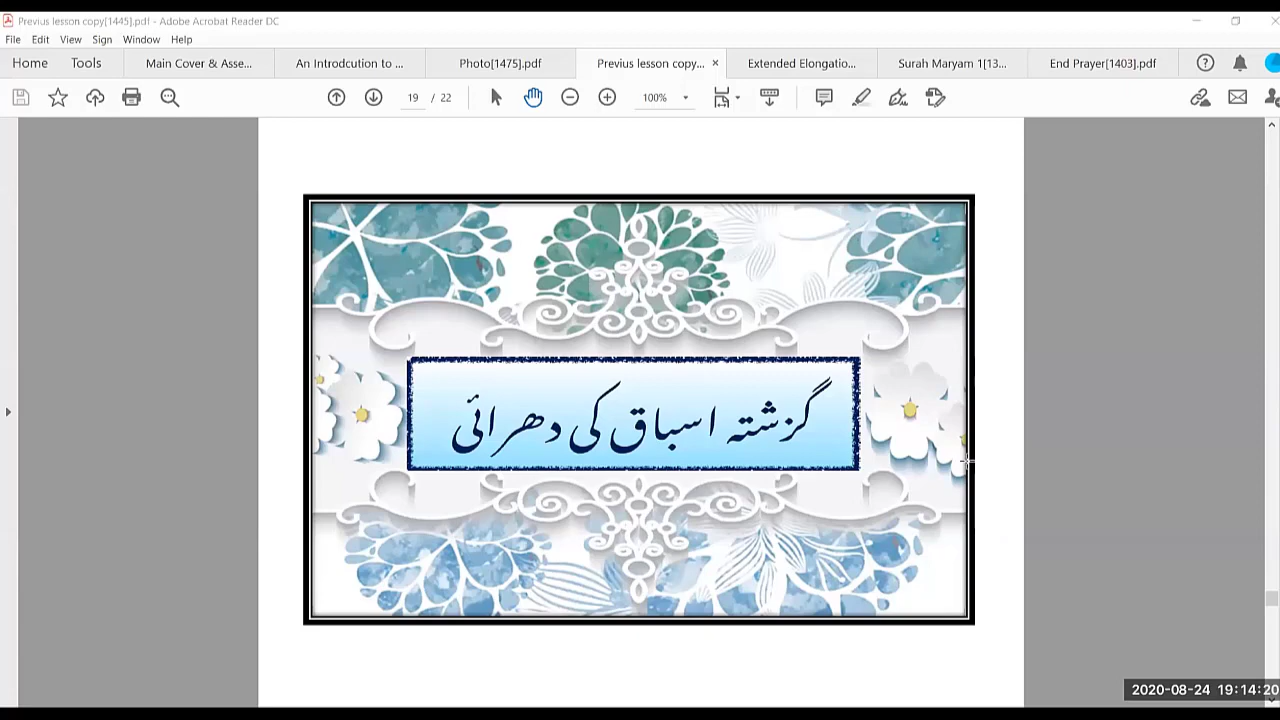 Previus lesson copy[1445].pdf - Adobe Acrobat Reader DC
File Edit View Sign Window Help
Home Tools Main Cover & Asse... An Introdcution to ... Photo[1475].pdf Previus lesson copy... × Extended Elongatio... Surah Maryam 1[13... End Prayer[1403].pdf
19 / 22 100%
گزشتہ اسباق کی دھرائی
2020-08-24 19:14:20